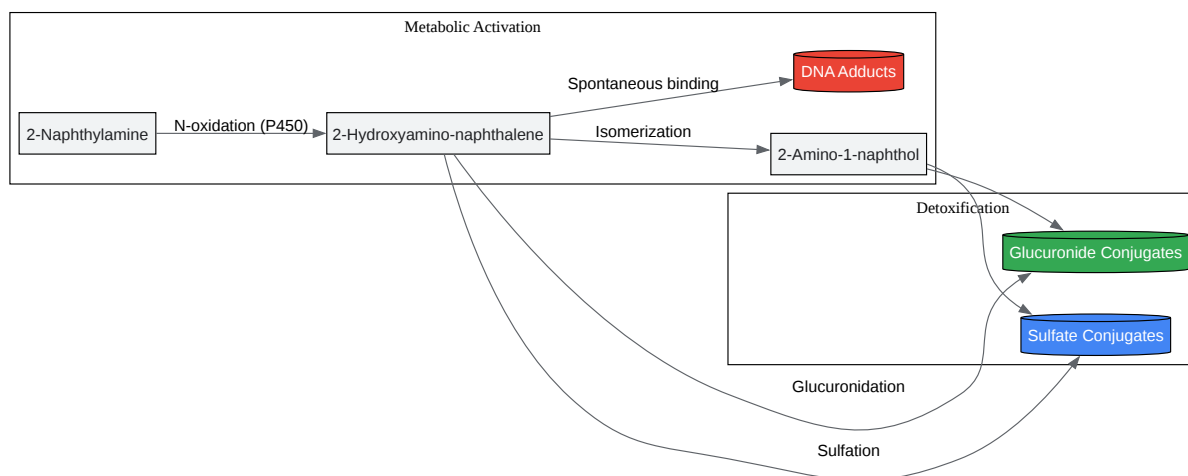 Metabolic Activation
DNA Adducts
Spontaneous binding
2-Naphthylamine
N-oxidation (P450)
2-Hydroxyamino-naphthalene
Isomerization
2-Amino-1-naphthol
Detoxification
Glucuronide Conjugates
Sulfate Conjugates
Glucuronidation
Sulfation